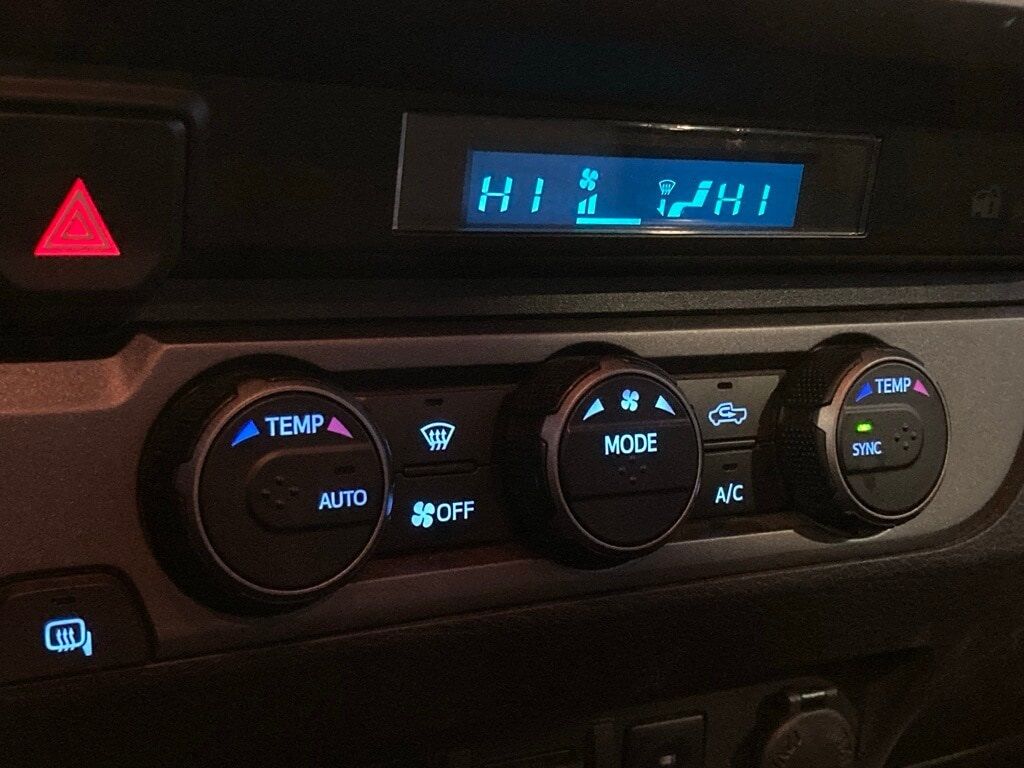 HI HI
TEMP
AUTO
OFF
MODE
A/C
TEMP
SYNC